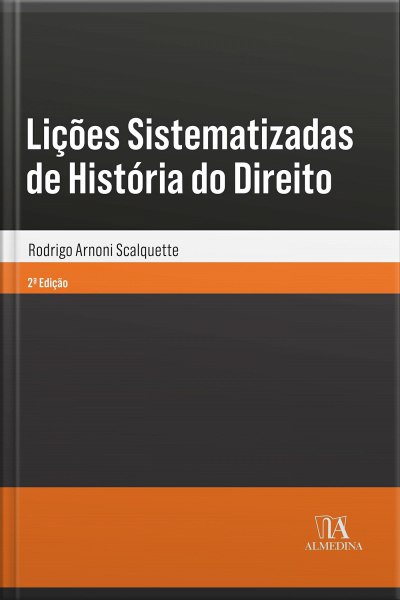 Lições Sistematizadas
de História do Direito
Rodrigo Arnoni Scalquette
2ª Edição
ALMEDINA